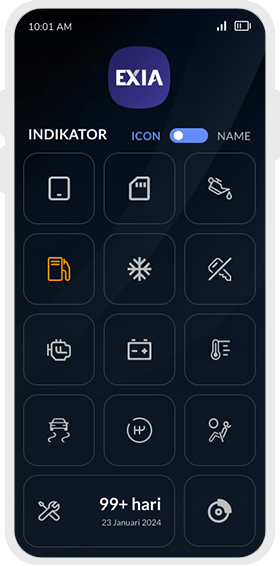 10:01 AM
EXIA
INDIKATOR ICON NAME
99+ hari
23 Januari 2024